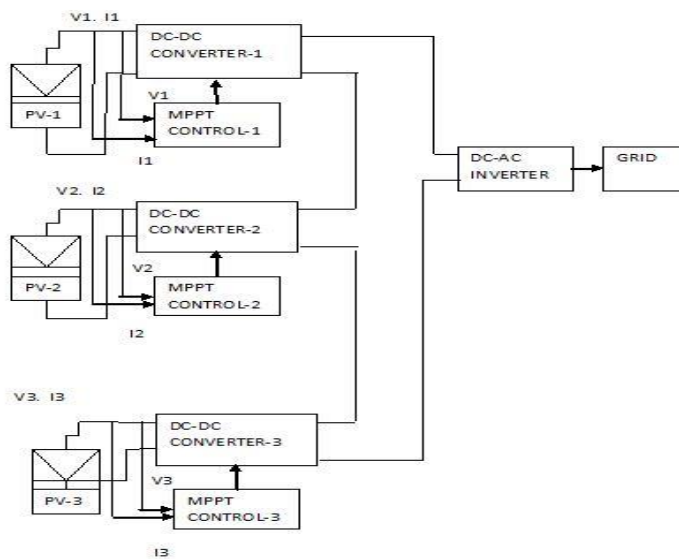 V1. I1
DC-DC
CONVERTER-1
PV-1
V1
MPPT
CONTROL-1
I1
DC-AC
INVERTER
GRID
V2. I2
DC-DC
CONVERTER-2
PV-2
V2
MPPT
CONTROL-2
I2
V3. I3
DC-DC
CONVERTER-3
PV-3
V3
MPPT
CONTROL-3
I3